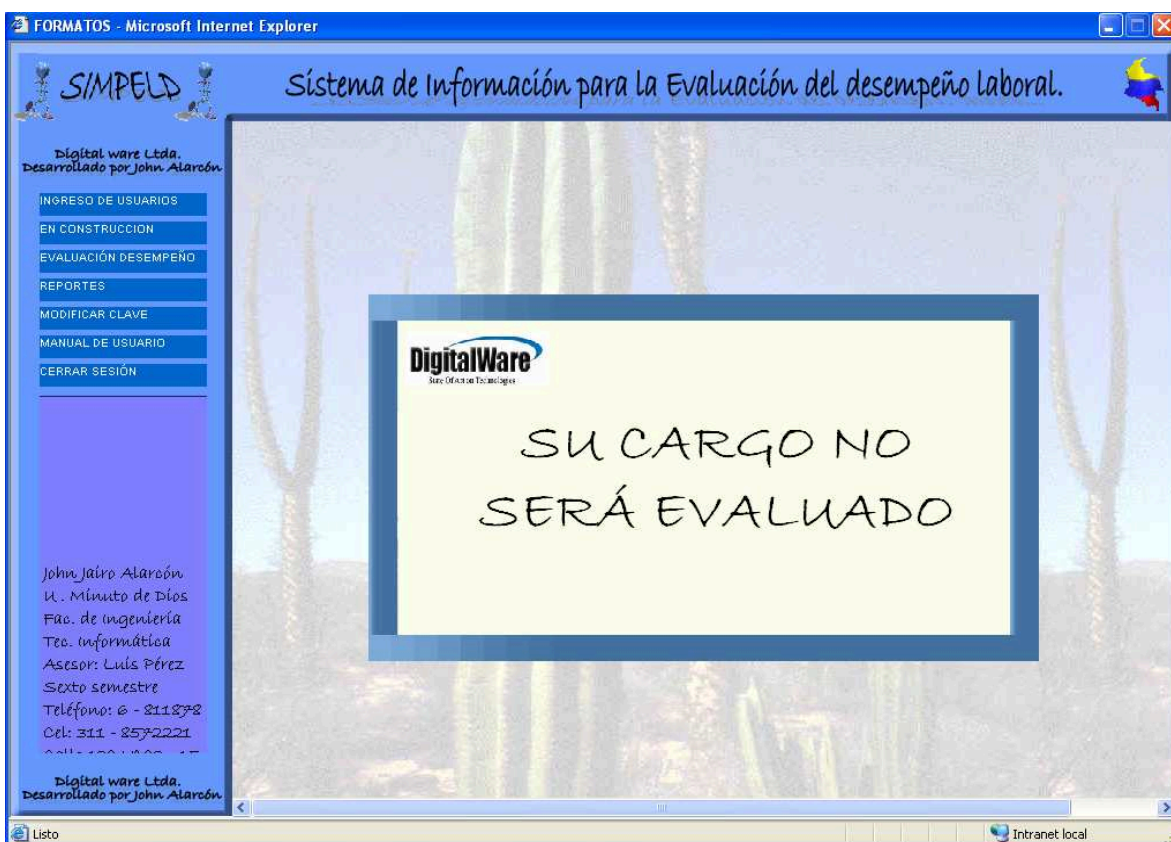 FORMATOS - Microsoft Internet Explorer
SIMPELD
Sistema de Información para la Evaluación del desempeño laboral.
Digital ware Ltda.
Desarrollado por John Alarcón
INGRESO DE USUARIOS
EN CONSTRUCCION
EVALUACIÓN DESEMPEÑO
REPORTES
MODIFICAR CLAVE
MANUAL DE USUARIO
CERRAR SESIÓN
DigitalWare
SU CARGO NO
SERÁ EVALUADO
John Jairo Alarcón
U. Minuto de Dios
Fac. de Ingeniería
Tec. Informática
Asesor: Luis Pérez
Sexto semestre
Teléfono: 6 - 811878
Cel: 311 - 8572221
Digital ware Ltda.
Desarrollado por John Alarcón
Listo
Intranet local